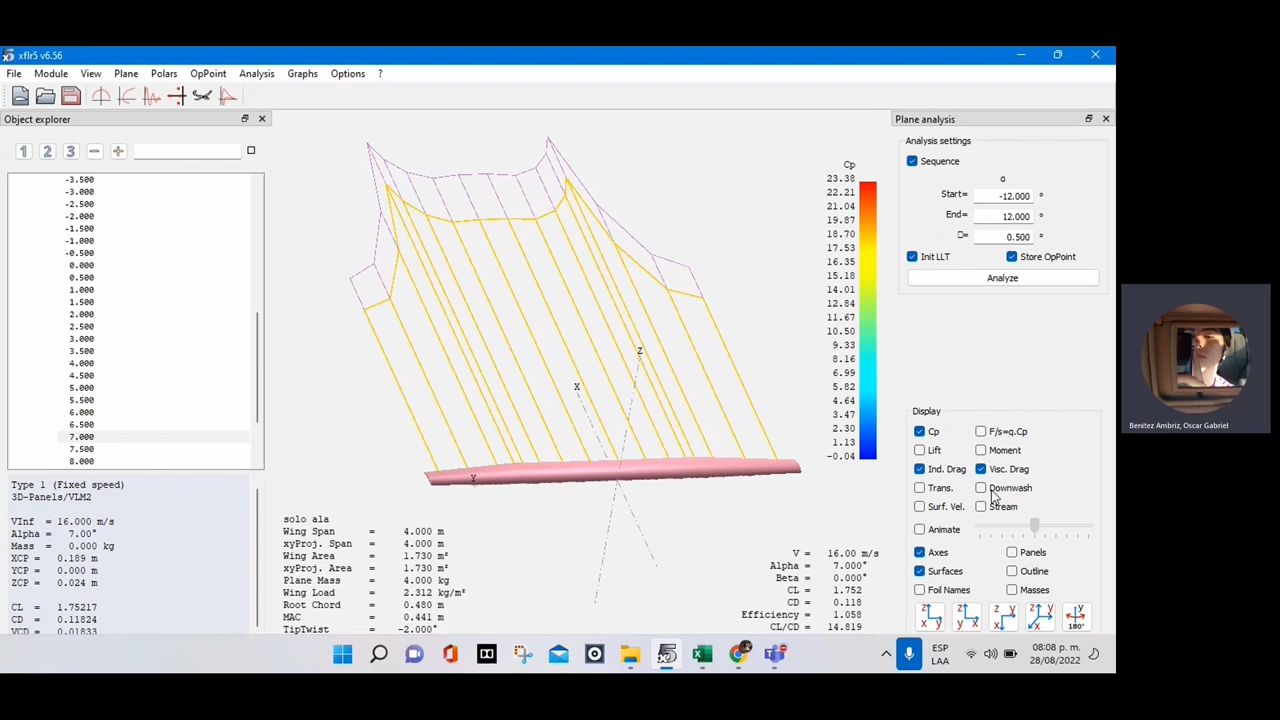 xflr5 v6.56
File Module View Plane Polars OpPoint Analysis Graphs Options ?
Object explorer
1 2 3
-3.500
-3.000
-2.500
-2.000
-1.500
-1.000
-0.500
0.000
0.500
1.000
1.500
2.000
2.500
3.000
3.500
4.000
4.500
5.000
5.500
6.000
6.500
7.000
7.500
8.000
Type 1 (Fixed speed)
3D-Panels/VLM2
VInf = 16.000 m/s
Alpha = 7.00°
Mass = 0.000 kg
XCP = 0.189 m
YCP = 0.000 m
ZCP = 0.024 m
CL = 1.75217
CD = 0.11824
VCD = 0.01833
X
Z
Y
Cp
23.38
22.21
21.04
19.87
18.70
17.53
16.35
15.18
14.01
12.84
11.67
10.50
9.33
8.16
6.99
5.82
4.64
3.47
2.30
1.13
-0.04
solo ala
Wing Span = 4.000 m
xyProj. Span = 4.000 m
Wing Area = 1.730 m²
xyProj. Area = 1.730 m²
Plane Mass = 4.000 kg
Wing Load = 2.312 kg/m²
Root Chord = 0.480 m
MAC = 0.441 m
TipTwist = -2.000°
V = 16.00 m/s
Alpha = 7.000°
Beta = 0.000°
CL = 1.752
CD = 0.118
Efficiency = 1.058
CL/CD = 14.819
Plane analysis
Analysis settings
Sequence
α
Start= -12.000 °
End= 12.000 °
□= 0.500 °
Init LLT Store OpPoint
Analyze
Display
Cp F/s=q.Cp
Lift Moment
Ind. Drag Visc. Drag
Trans. Downwash
Surf. Vel. Stream
Animate
Axes Panels
Surfaces Outline
Foil Names Masses
z x y
z y x
z y x
z y x
y 180°
ESP
LAA
08:08 p. m.
28/08/2022
Benitez Ambriz, Oscar Gabriel